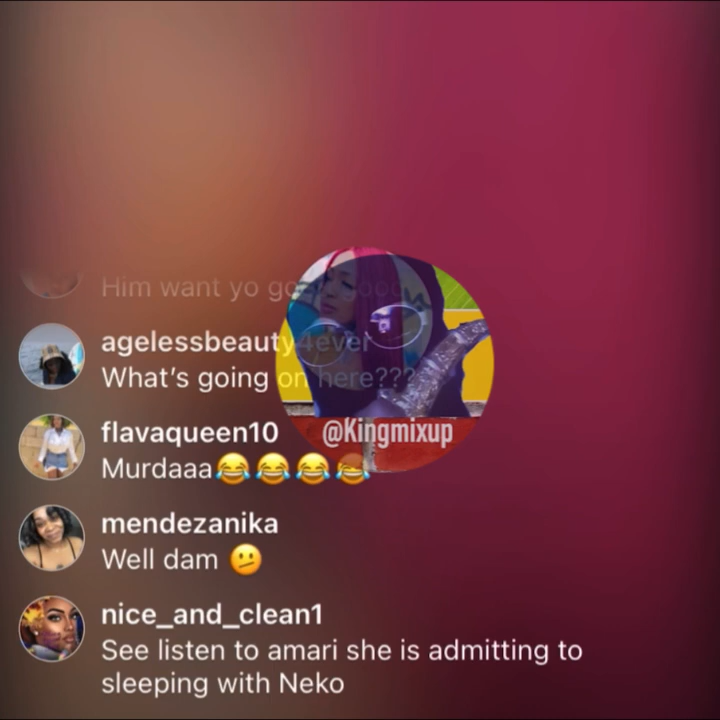 Him want yo
agelessbeauty4ever
What's going on here???
flavaqueen10
@Kingmixup
Murdaaa😂😂😂😂
mendezanika
Well dam 🫤
nice_and_clean1
See listen to amari she is admitting to
sleeping with Neko